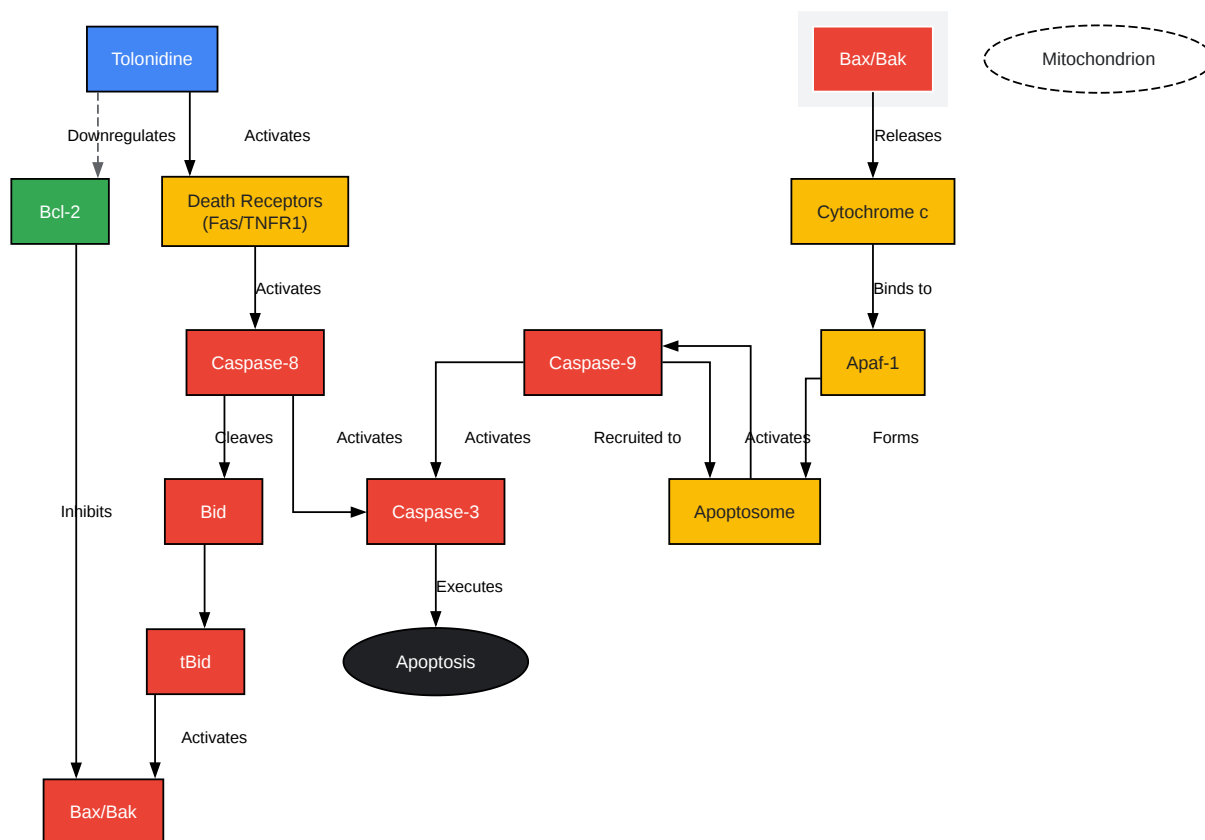 Tolonidine
Bax/Bak
Mitochondrion
Downregulates
Activates
Releases
Bcl-2
Death Receptors
(Fas/TNFR1)
Cytochrome c
Activates
Binds to
Caspase-8
Caspase-9
Apaf-1
Cleaves
Activates
Activates
Recruited to
Activates
Forms
Inhibits
Bid
Caspase-3
Apoptosome
Executes
tBid
Apoptosis
Activates
Bax/Bak